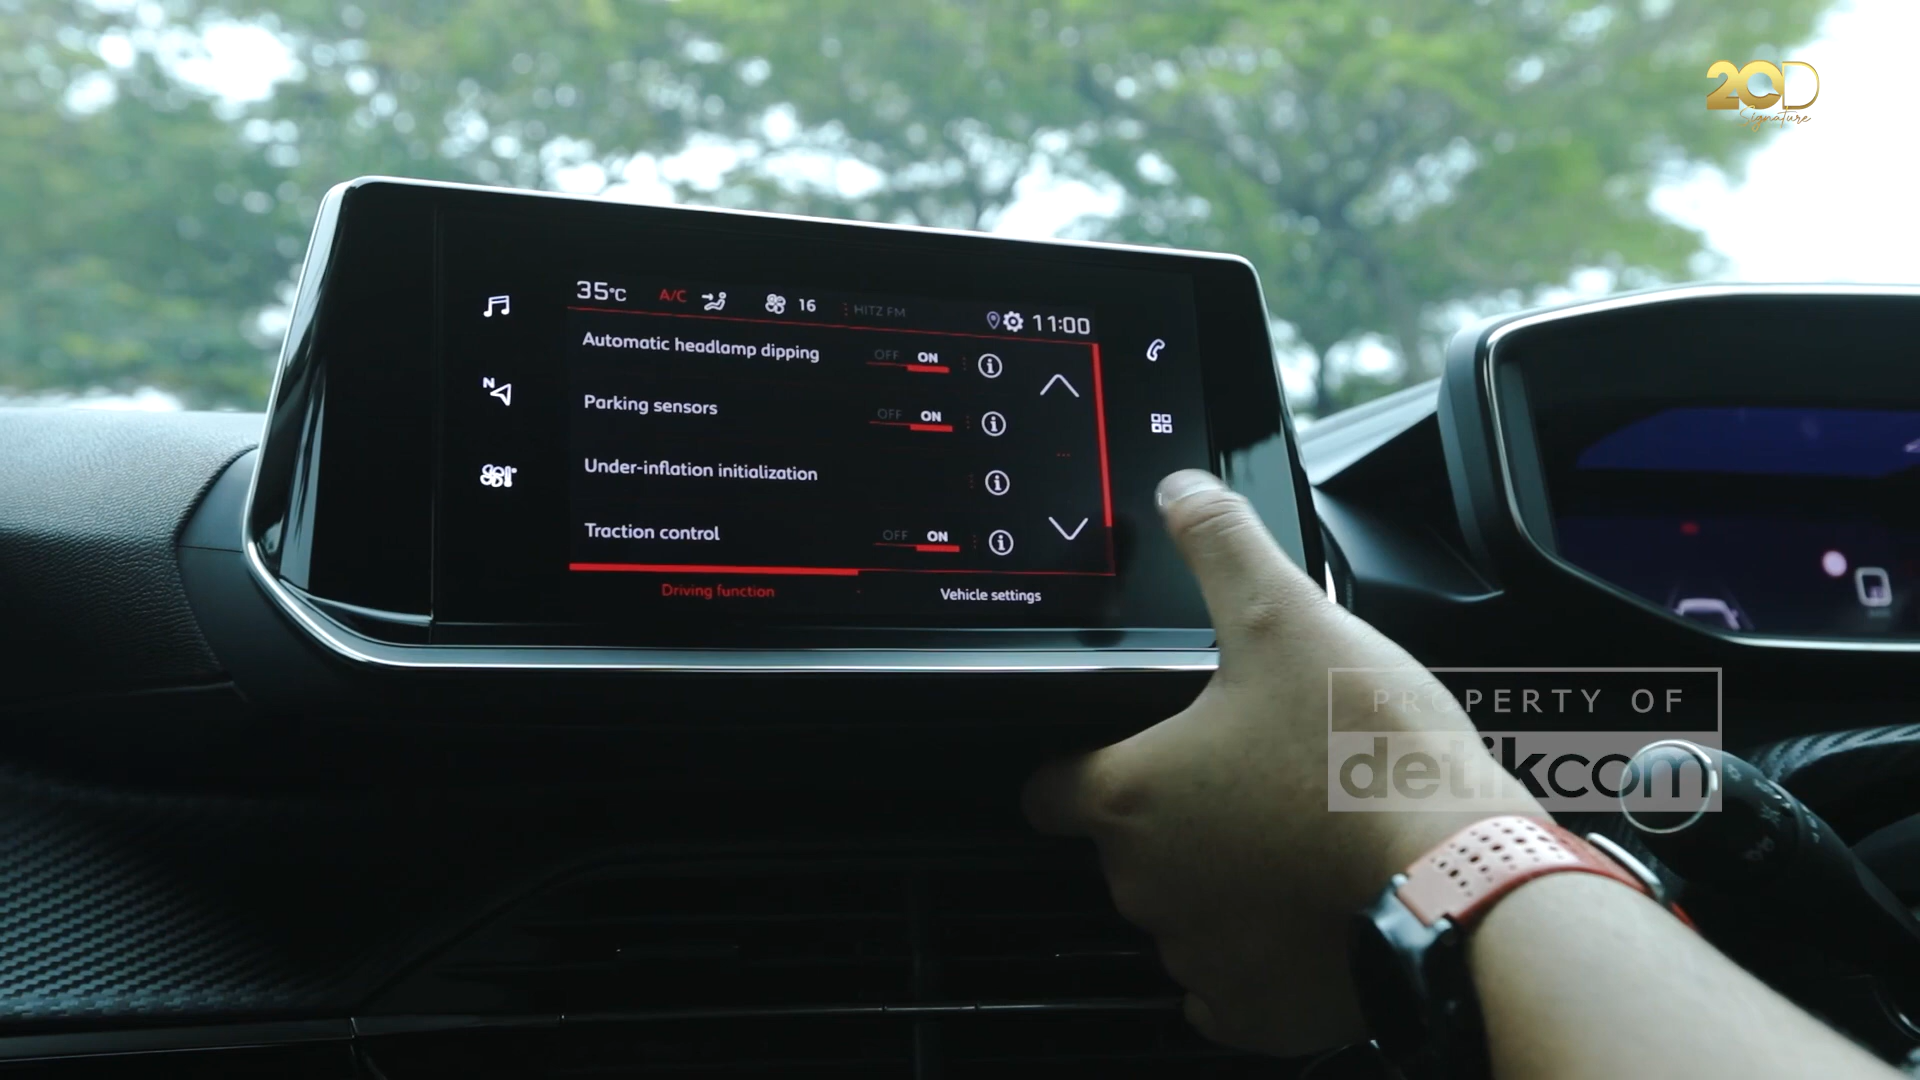 20D
Signature
35°C A/C 16 HITZ FM 11:00
Automatic headlamp dipping OFF ON
Parking sensors OFF ON
Under-inflation initialization
Traction control OFF ON
Driving function Vehicle settings
N
PROPERTY OF
detikcom